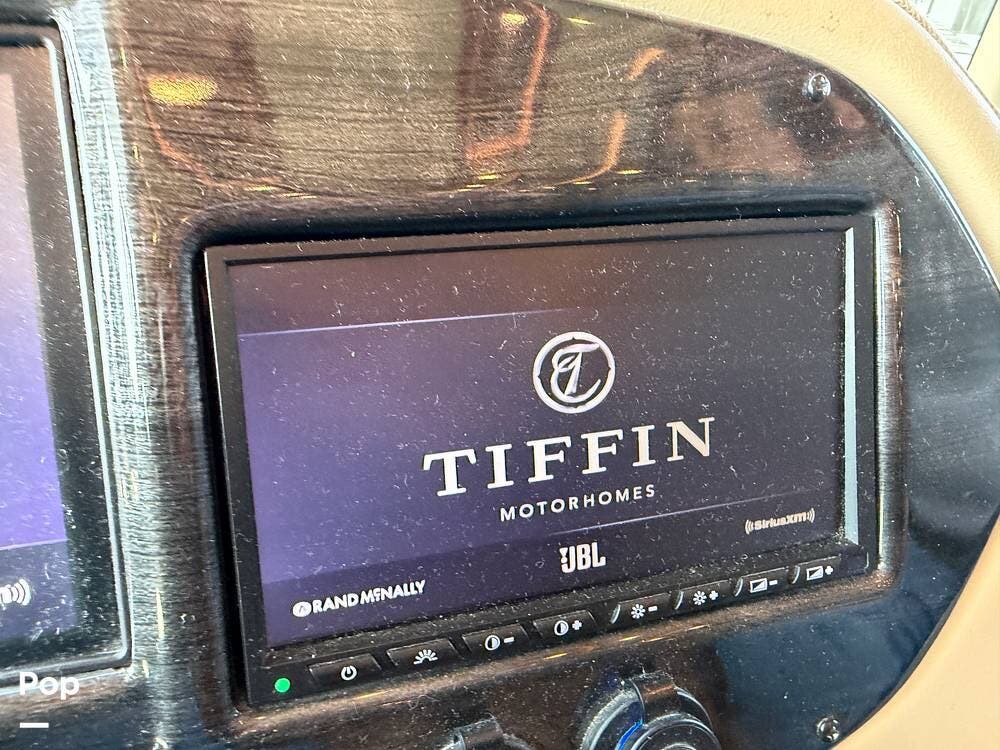 TIFFIN
MOTORHOMES
((SiriusXM))
JBL
RAND MCNALLY
Pop